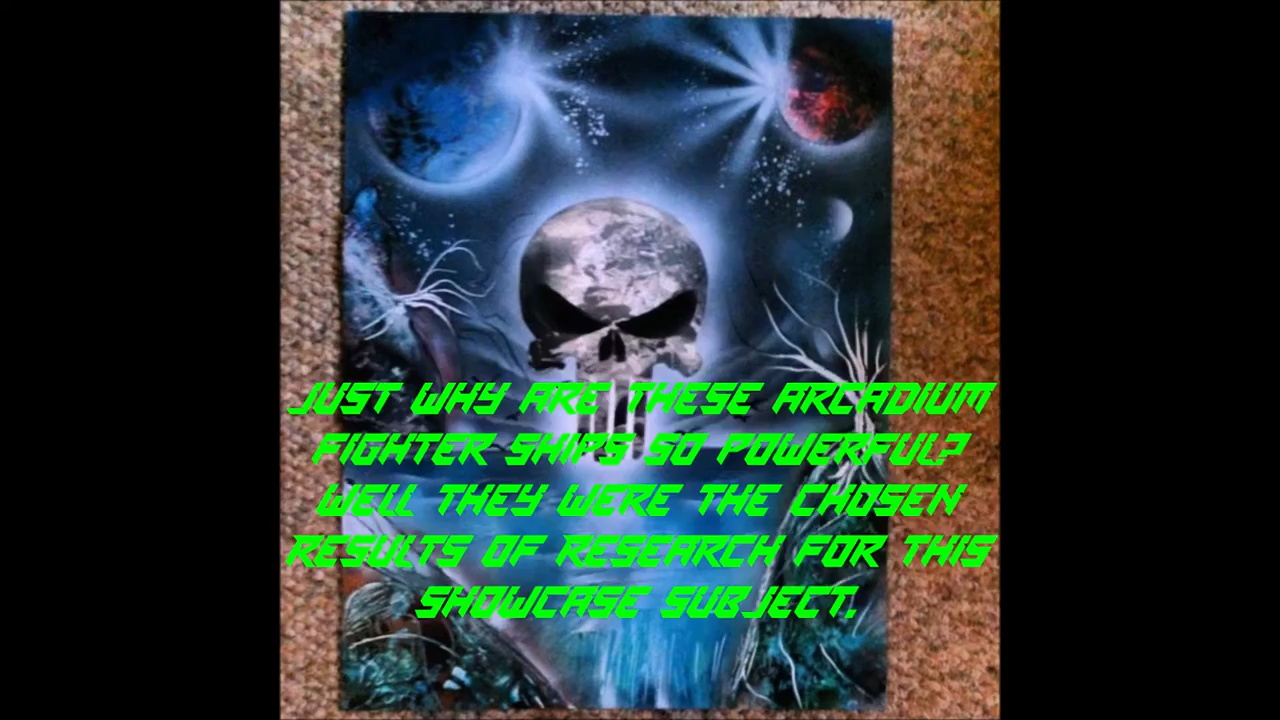 JUST WHY ARE THESE ARCADIUM
FIGHTER SHIPS SO POWERFUL?
WELL THEY WERE THE CHOSEN
RESULTS OF RESEARCH FOR THIS
SHOWCASE SUBJECT.